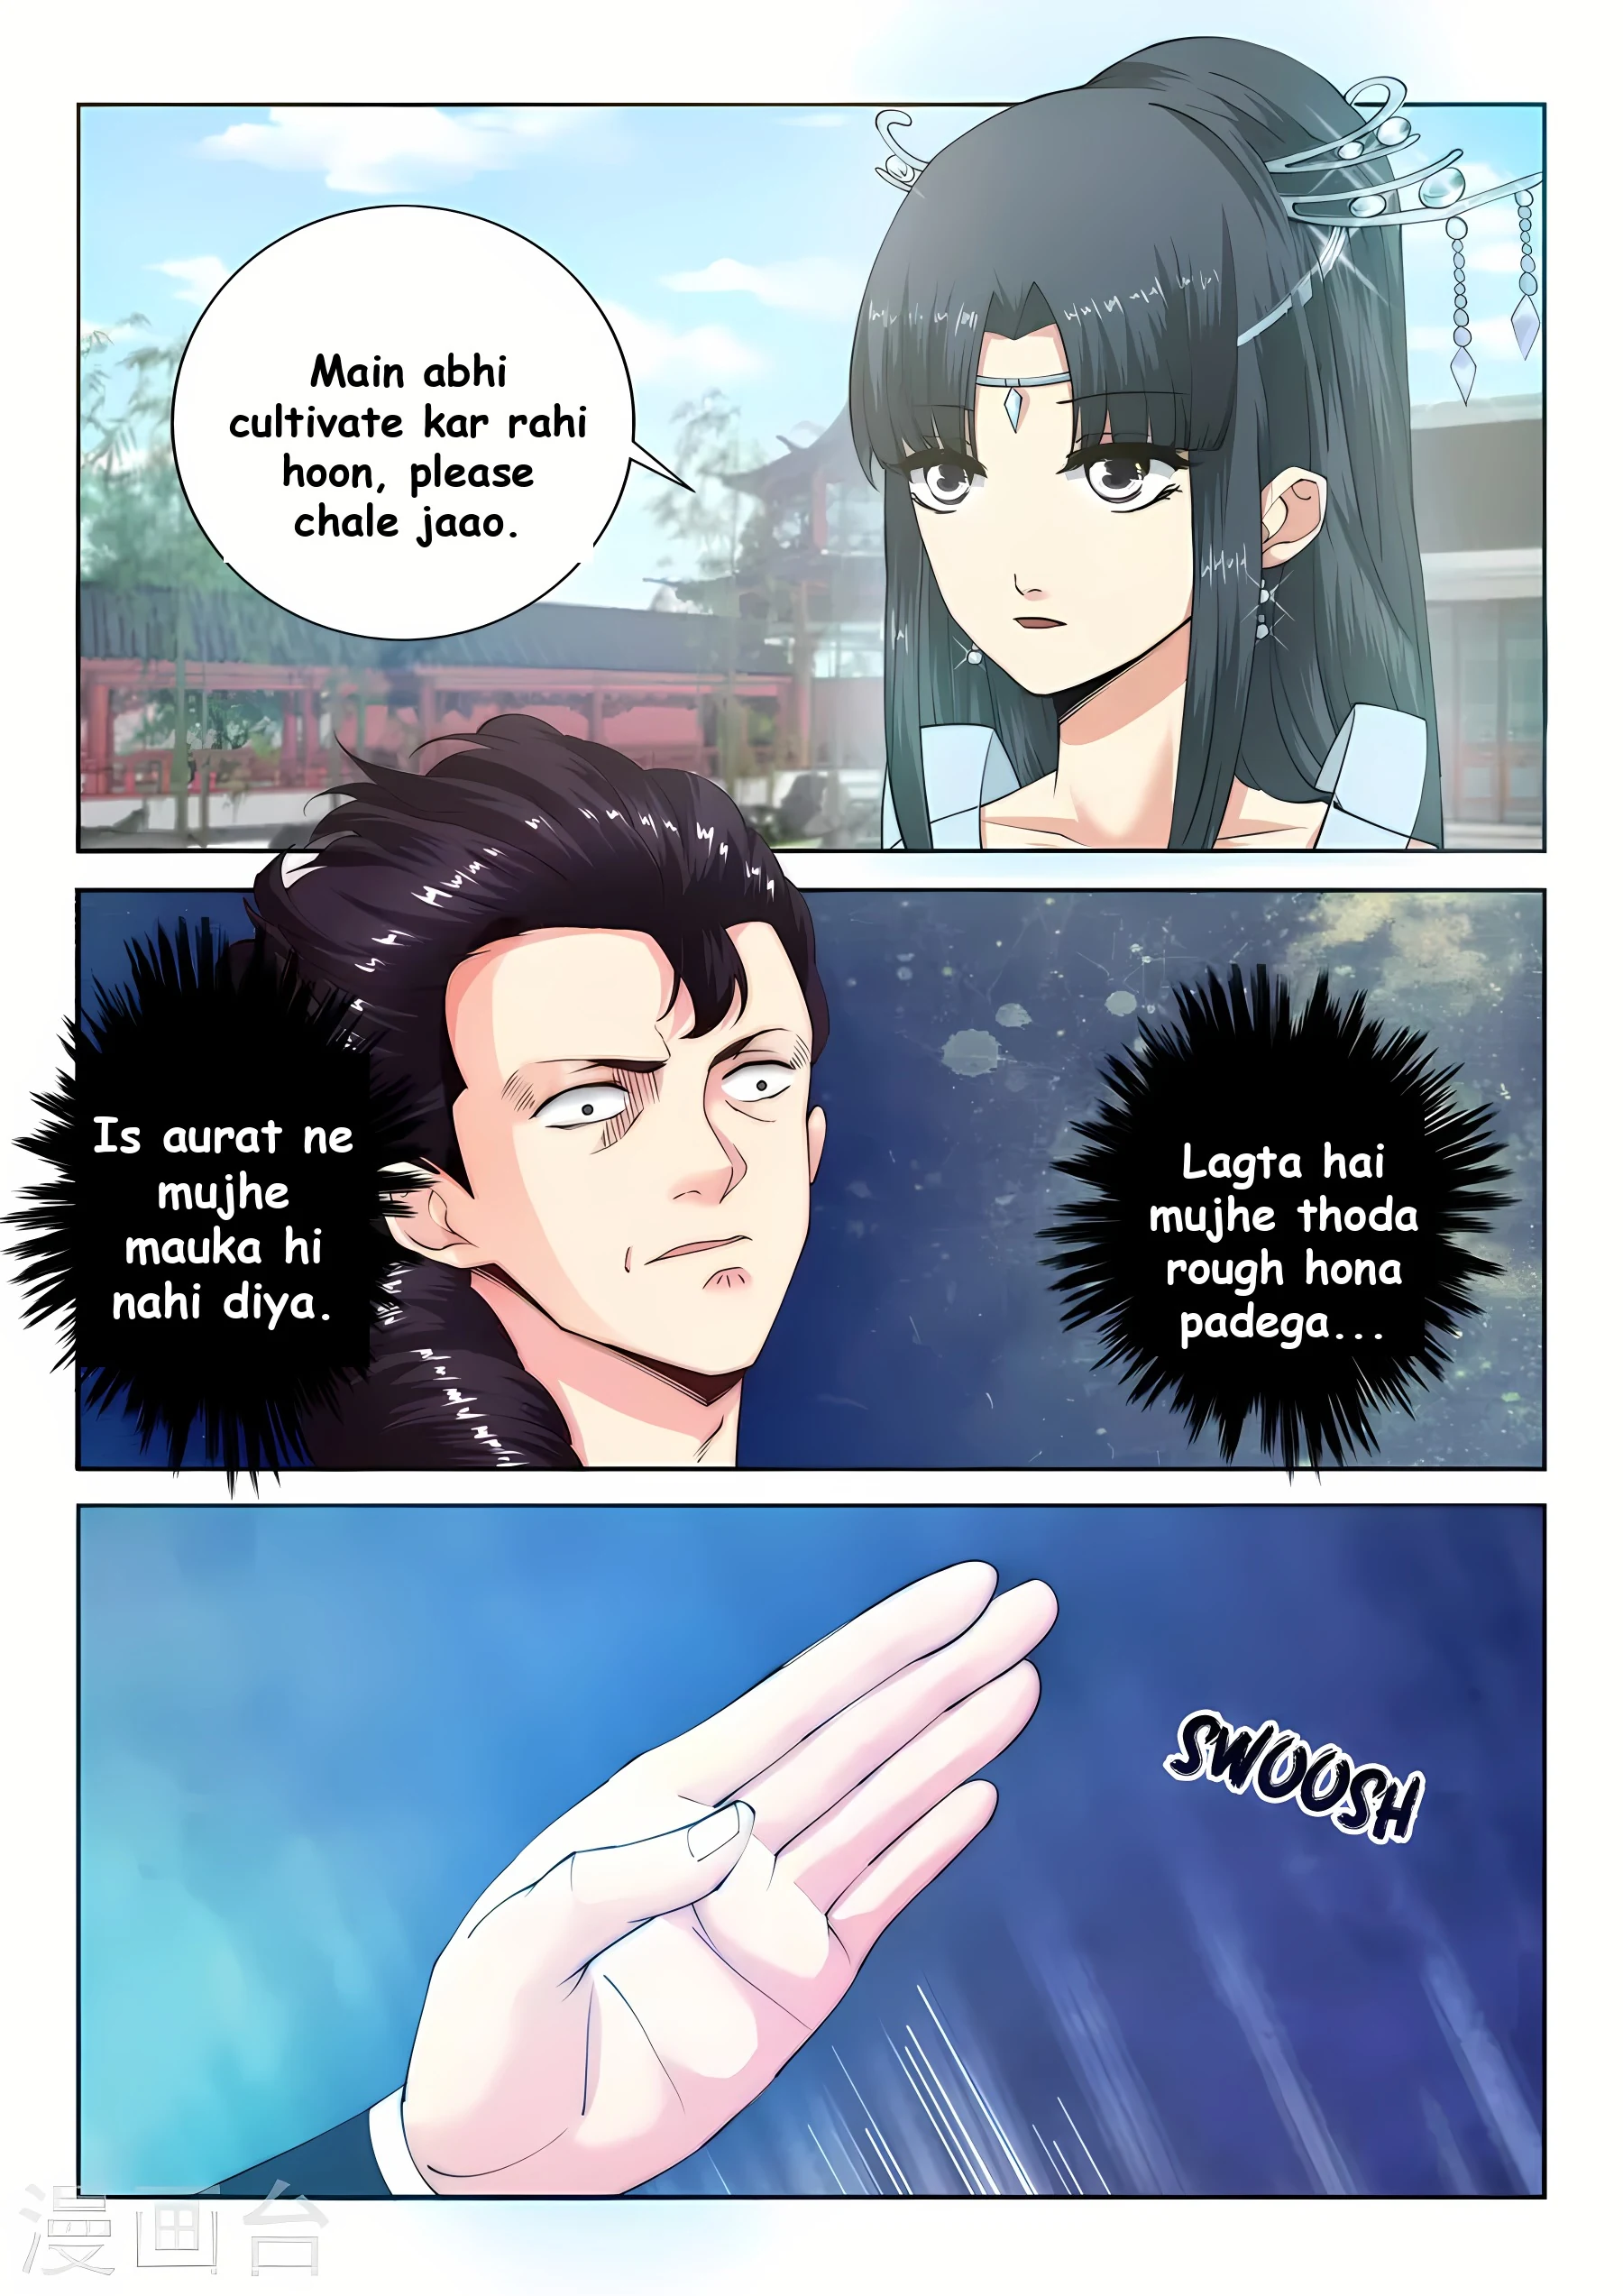 Main abhi
cultivate kar rahi
hoon, please
chale jaao.
Is aurat ne
mujhe
mauka hi
nahi diya.
Lagta hai
mujhe thoda
rough hona
padega...
SWOOSH
漫画台